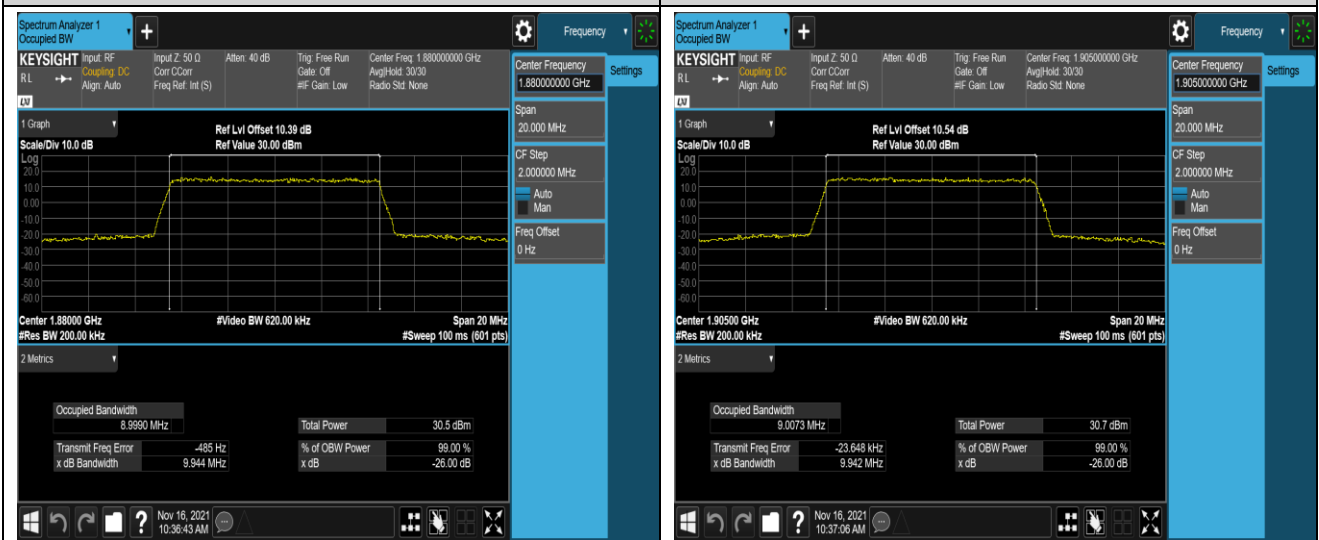 Spectrum Analyzer 1
Occupied BW
Frequency
KEYSIGHT Input: RF
R L
Coupling: DC
Align: Auto
Input Z: 50 Ω
Corr CCorr
Freq Ref: Int (S)
Atten: 40 dB
Trig: Free Run
Gate: Off
#IF Gain: Low
Center Freq: 1.880000000 GHz
Avg|Hold: 30/30
Radio Std: None
LXI
Center Frequency
1.880000000 GHz
Settings
Span
20.000 MHz
CF Step
2.000000 MHz
Auto
Man
Freq Offset
0 Hz
1 Graph
Ref Lvl Offset 10.39 dB
Scale/Div 10.0 dB
Ref Value 30.00 dBm
Log
20.0
10.0
0.00
-10.0
-20.0
-30.0
-40.0
-50.0
-60.0
Center 1.88000 GHz
#Video BW 620.00 kHz
Span 20 MHz
#Res BW 200.00 kHz
#Sweep 100 ms (601 pts)
2 Metrics
Occupied Bandwidth
8.9990 MHz
Total Power 30.5 dBm
Transmit Freq Error -485 Hz
% of OBW Power 99.00 %
x dB Bandwidth 9.944 MHz
x dB -26.00 dB
?
Nov 16, 2021
10:36:43 AM
Spectrum Analyzer 1
Occupied BW
Frequency
KEYSIGHT Input: RF
R L
Coupling: DC
Align: Auto
Input Z: 50 Ω
Corr CCorr
Freq Ref: Int (S)
Atten: 40 dB
Trig: Free Run
Gate: Off
#IF Gain: Low
Center Freq: 1.905000000 GHz
Avg|Hold: 30/30
Radio Std: None
LXI
Center Frequency
1.905000000 GHz
Settings
Span
20.000 MHz
CF Step
2.000000 MHz
Auto
Man
Freq Offset
0 Hz
1 Graph
Ref Lvl Offset 10.54 dB
Scale/Div 10.0 dB
Ref Value 30.00 dBm
Log
20.0
10.0
0.00
-10.0
-20.0
-30.0
-40.0
-50.0
-60.0
Center 1.90500 GHz
#Video BW 620.00 kHz
Span 20 MHz
#Res BW 200.00 kHz
#Sweep 100 ms (601 pts)
2 Metrics
Occupied Bandwidth
9.0073 MHz
Total Power 30.7 dBm
Transmit Freq Error -23.648 kHz
% of OBW Power 99.00 %
x dB Bandwidth 9.942 MHz
x dB -26.00 dB
?
Nov 16, 2021
10:37:06 AM